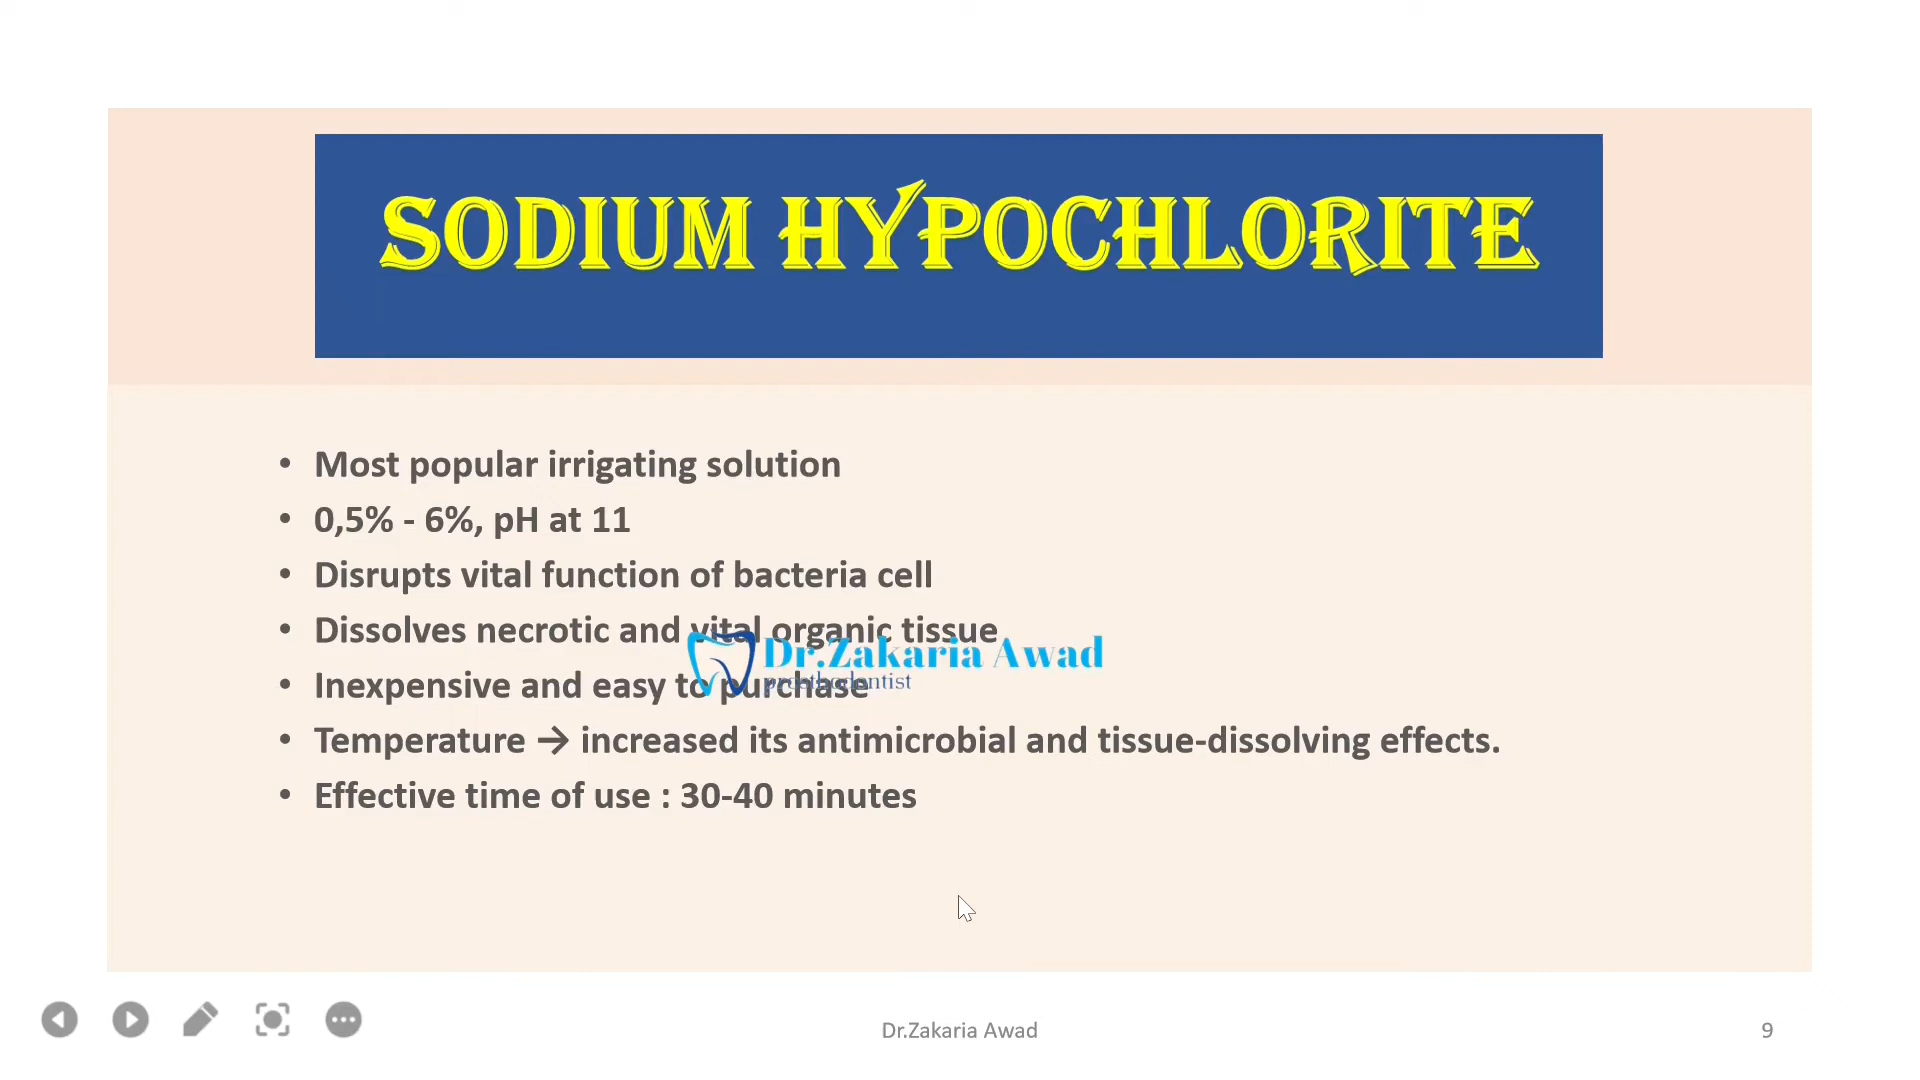 SODIUM HYPOCHLORITE
• Most popular irrigating solution
• 0,5% - 6%, pH at 11
• Disrupts vital function of bacteria cell
• Dissolves necrotic and vital organic tissue
Dr.Zakaria Awad
prosthodontist
• Inexpensive and easy to purchase
• Temperature → increased its antimicrobial and tissue-dissolving effects.
• Effective time of use : 30-40 minutes
Dr.Zakaria Awad
9